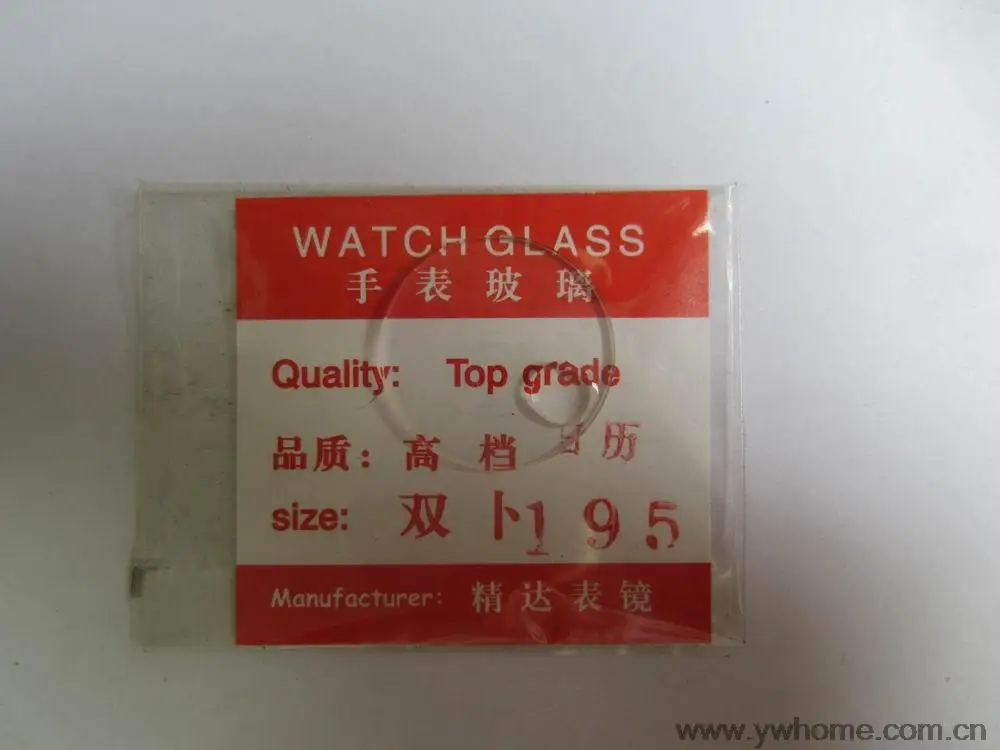 WATCH GLASS
手表玻璃
Quality: Top grade
品质：高档 日历
size: 双卜195
Manufacturer: 精达表镜
www.ywhome.com.cn